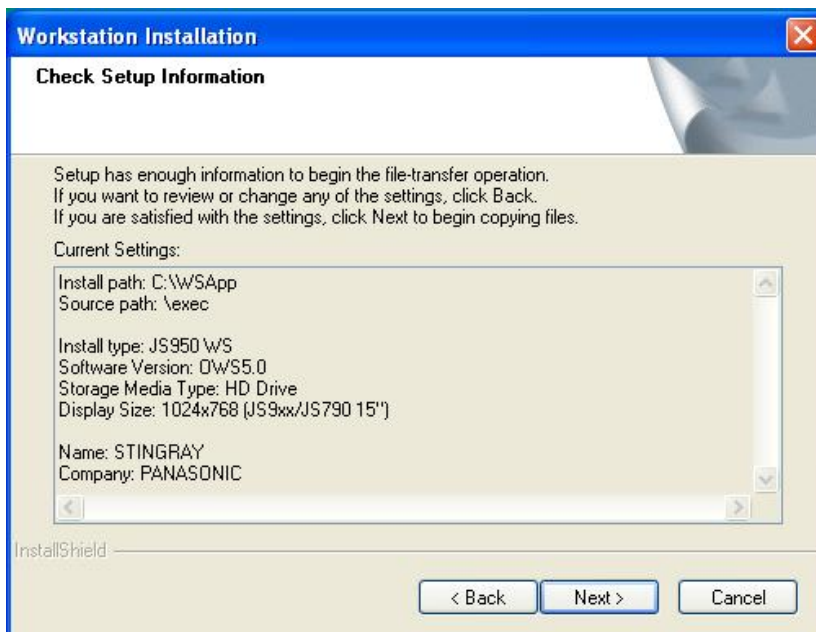 Workstation Installation
Check Setup Information
Setup has enough information to begin the file-transfer operation.
If you want to review or change any of the settings, click Back.
If you are satisfied with the settings, click Next to begin copying files.
Current Settings:
Install path: C:\WSApp
Source path: \exec
Install type: JS950 WS
Software Version: OWS5.0
Storage Media Type: HD Drive
Display Size: 1024x768 (JS9xx/JS790 15")
Name: STINGRAY
Company: PANASONIC
InstallShield
< Back Next > Cancel